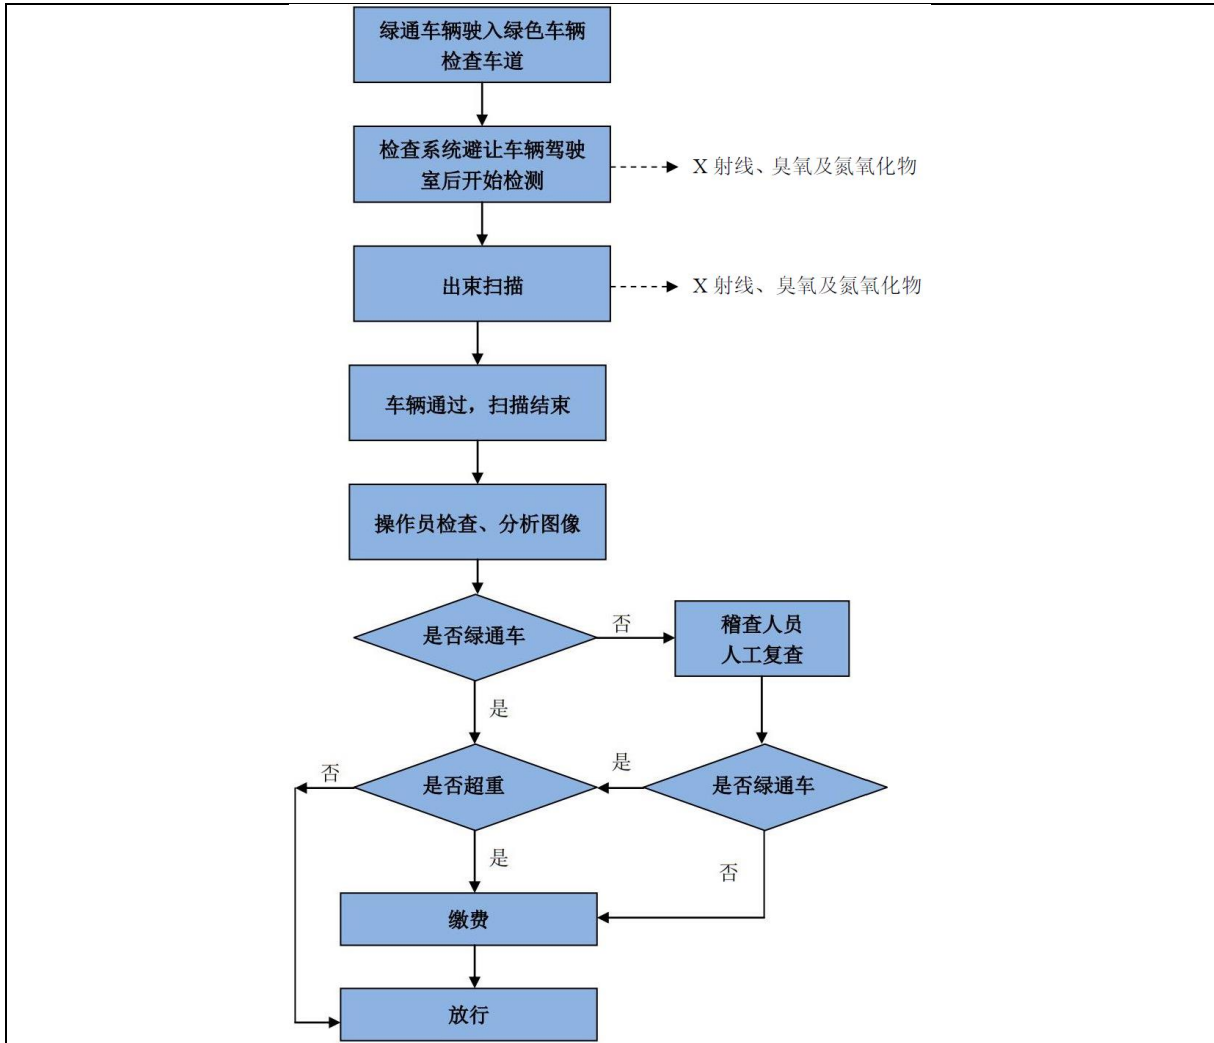 绿通车辆驶入绿色车辆
检查车道
检查系统避让车辆驾驶
室后开始检测
X 射线、臭氧及氮氧化物
出束扫描
X 射线、臭氧及氮氧化物
车辆通过，扫描结束
操作员检查、分析图像
是否绿通车
否
稽查人员
人工复查
是
是否超重
否
是
是否绿通车
是
否
缴费
放行